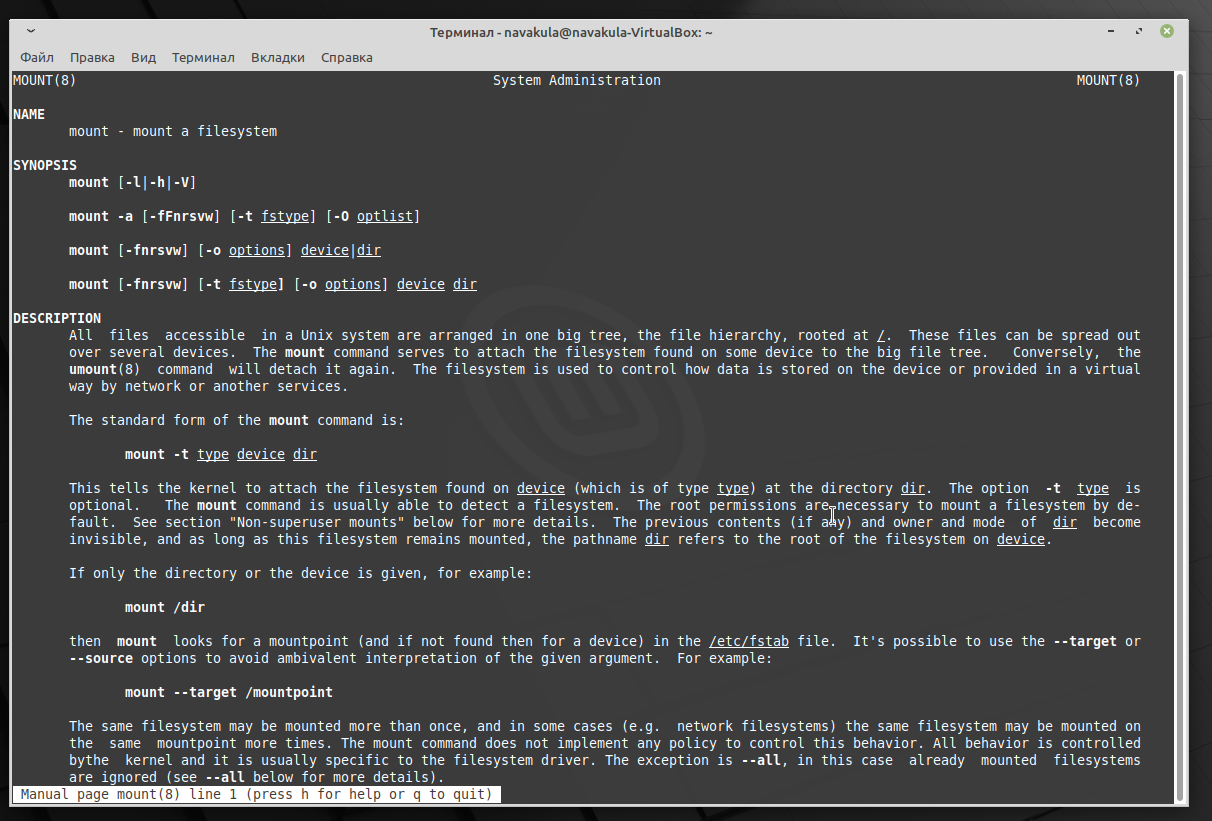 Терминал - navakula@navakula-VirtualBox: ~
Файл Правка Вид Терминал Вкладки Справка
MOUNT(8) System Administration MOUNT(8)
NAME
mount - mount a filesystem
SYNOPSIS
mount [-l|-h|-V]
mount -a [-fFnrsvw] [-t fstype] [-O optlist]
mount [-fnrsvw] [-o options] device|dir
mount [-fnrsvw] [-t fstype] [-o options] device dir
DESCRIPTION
All files accessible in a Unix system are arranged in one big tree, the file hierarchy, rooted at /. These files can be spread out
over several devices. The mount command serves to attach the filesystem found on some device to the big file tree. Conversely, the
umount(8) command will detach it again. The filesystem is used to control how data is stored on the device or provided in a virtual
way by network or another services.
The standard form of the mount command is:
mount -t type device dir
This tells the kernel to attach the filesystem found on device (which is of type type) at the directory dir. The option -t type is
optional. The mount command is usually able to detect a filesystem. The root permissions are necessary to mount a filesystem by de-
fault. See section "Non-superuser mounts" below for more details. The previous contents (if any) and owner and mode of dir become
invisible, and as long as this filesystem remains mounted, the pathname dir refers to the root of the filesystem on device.
If only the directory or the device is given, for example:
mount /dir
then mount looks for a mountpoint (and if not found then for a device) in the /etc/fstab file. It's possible to use the --target or
--source options to avoid ambivalent interpretation of the given argument. For example:
mount --target /mountpoint
The same filesystem may be mounted more than once, and in some cases (e.g. network filesystems) the same filesystem may be mounted on
the same mountpoint more times. The mount command does not implement any policy to control this behavior. All behavior is controlled
bythe kernel and it is usually specific to the filesystem driver. The exception is --all, in this case already mounted filesystems
are ignored (see --all below for more details).
Manual page mount(8) line 1 (press h for help or q to quit)